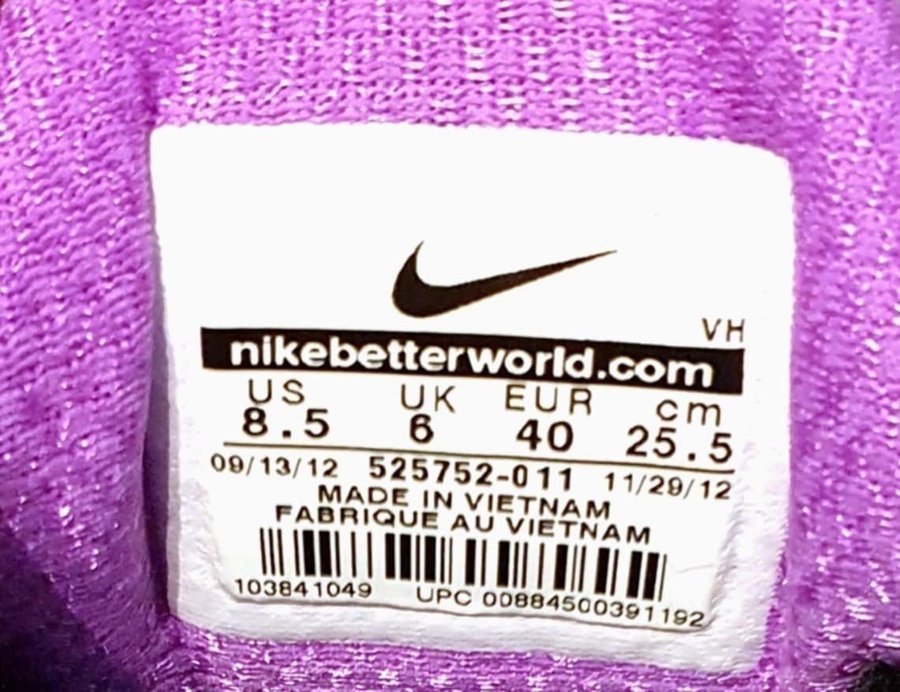 VH
nikebetterworld.com
US UK EUR cm
8.5 6 40 25.5
09/13/12 525752-011 11/29/12
MADE IN VIETNAM
FABRIQUE AU VIETNAM
103841049 UPC 00884500391192